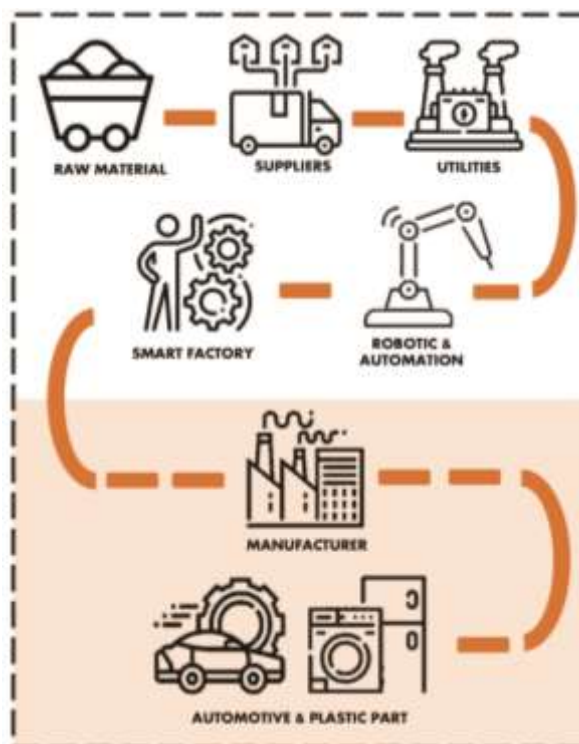 RAW MATERIAL
SUPPLIERS
UTILITIES
SMART FACTORY
ROBOTIC &
AUTOMATION
MANUFACTURER
AUTOMOTIVE & PLASTIC PART